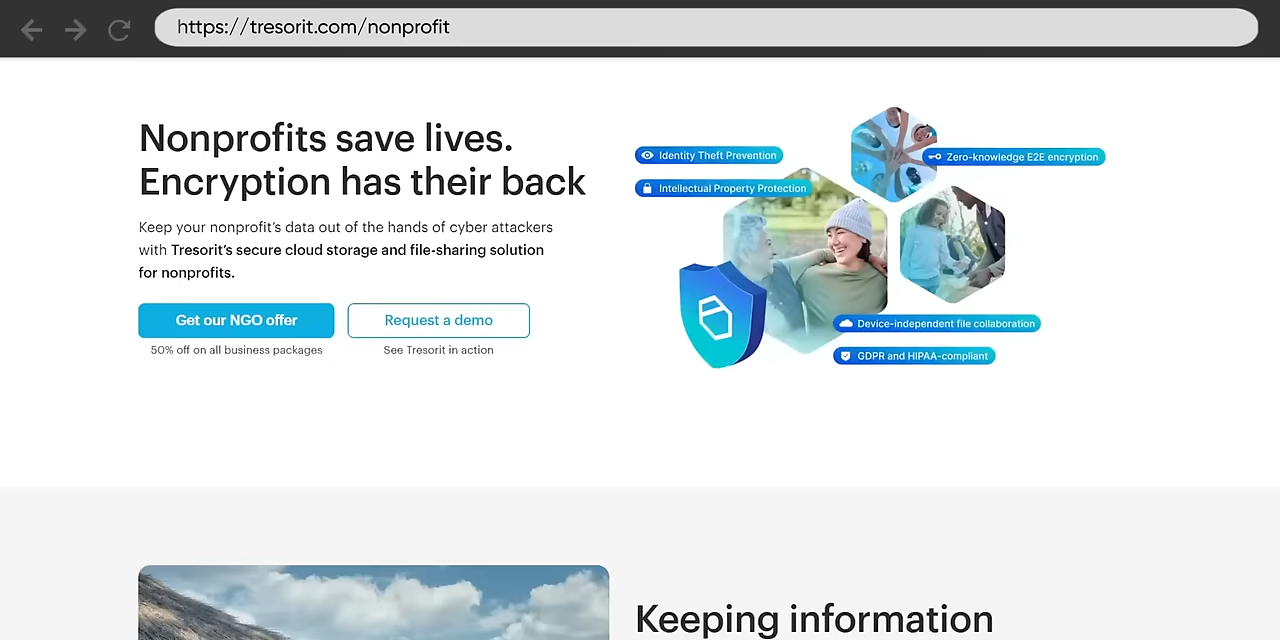 https://tresorit.com/nonprofit
Nonprofits save lives.
Encryption has their back
Keep your nonprofit's data out of the hands of cyber attackers
with Tresorit's secure cloud storage and file-sharing solution
for nonprofits.
Get our NGO offer
Request a demo
50% off on all business packages
See Tresorit in action
Identity Theft Prevention
Zero-knowledge E2E encryption
Intellectual Property Protection
Device-independent file collaboration
GDPR and HIPAA-compliant
Keeping information